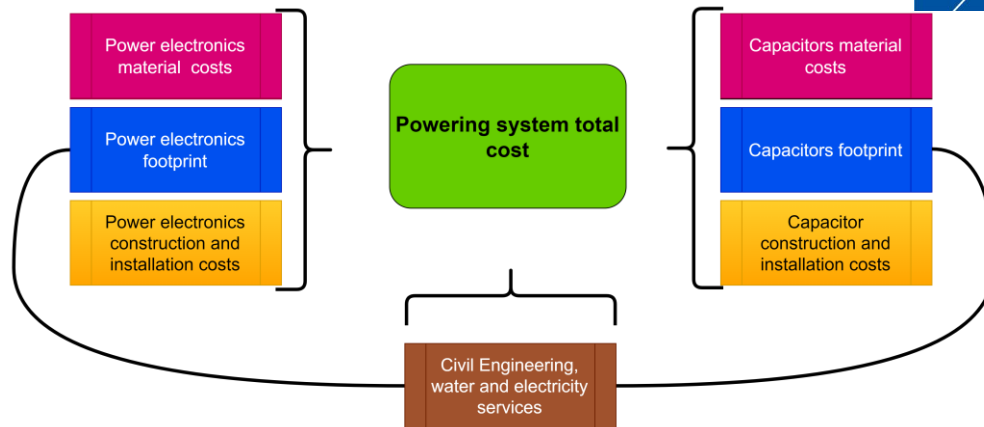 Power electronics
material costs
Power electronics
footprint
Power electronics
construction and
installation costs
Powering system total
cost
Capacitors material
costs
Capacitors footprint
Capacitor
construction and
installation costs
Civil Engineering,
water and electricity
services